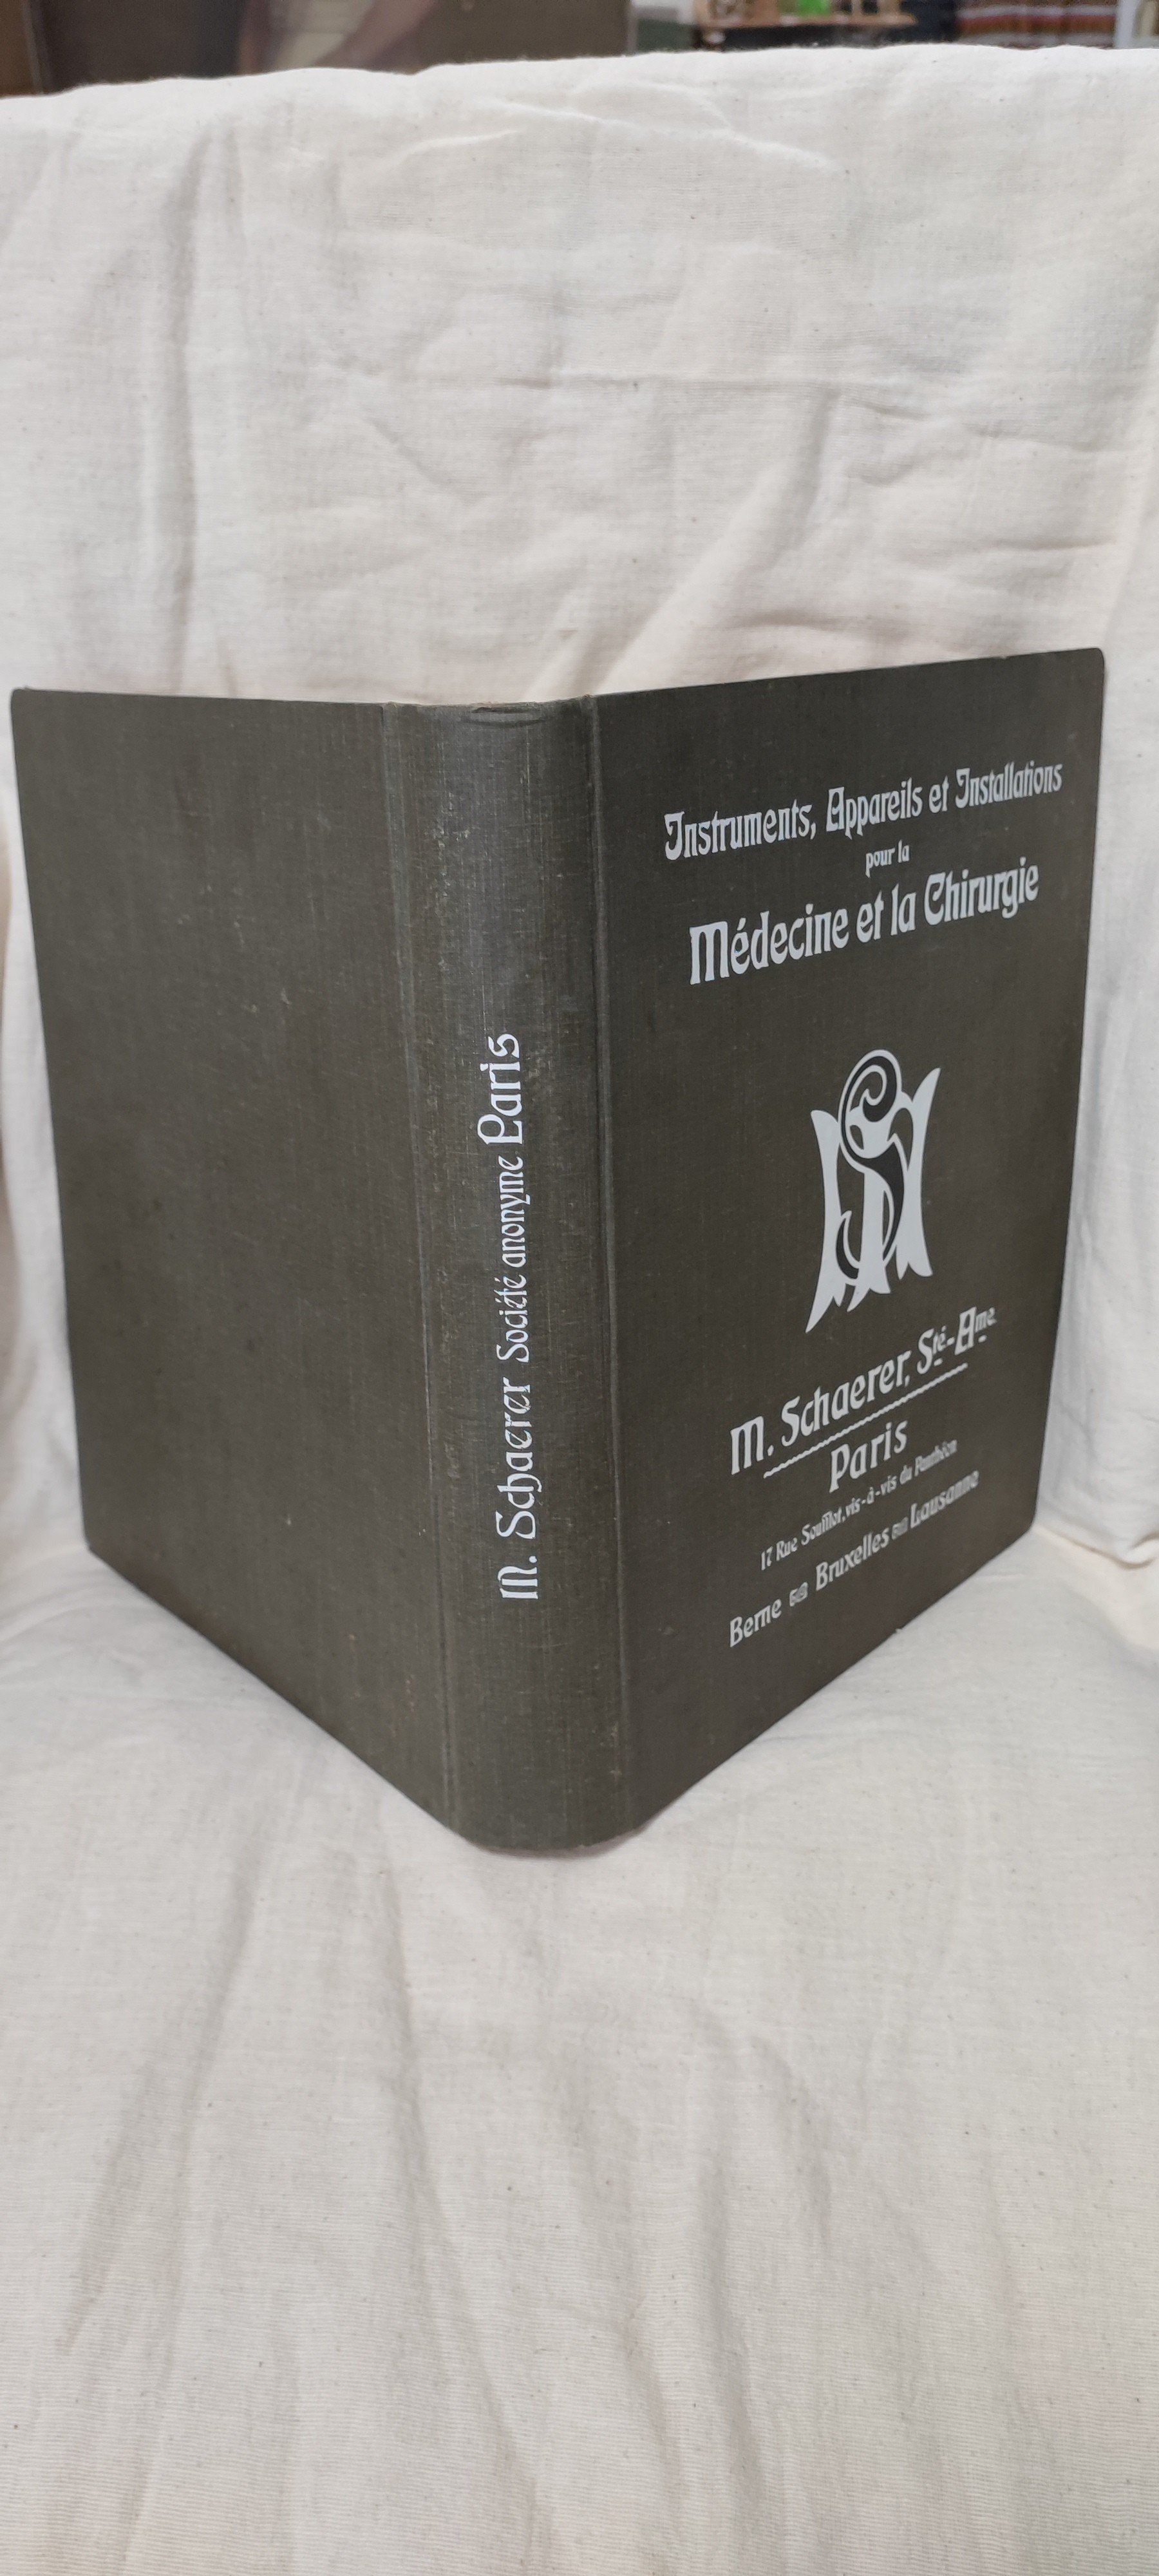 M. Schaerer Société anonyme Paris
Instruments, Appareils et Installations
pour la
Médecine et la Chirurgie
MS
M. Schaerer, Sté-Ame.
Paris
17 Rue Soufflot, vis-à-vis du Panthéon
Berne Bruxelles Lausanne